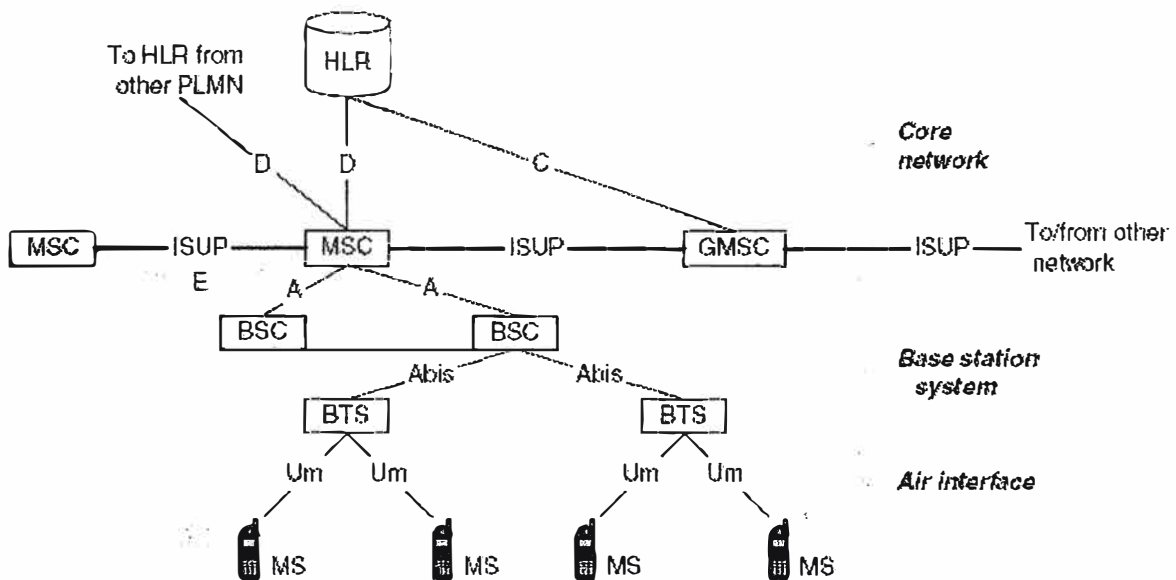 To HLR from
other PLMN
HLR
Core
network
D
D
C
MSC
ISUP
E
MSC
ISUP
GMSC
ISUP
To/from other
network
A
A
BSC
BSC
Base station
system
Abis
Abis
BTS
BTS
Um
Um
Um
Um
Air interface
MS
MS
MS
MS